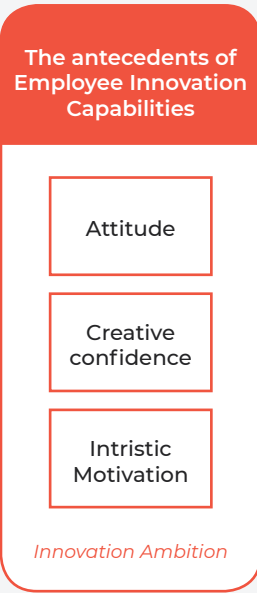 The antecedents of
Employee Innovation
Capabilities
Attitude
Creative
confidence
Intristic
Motivation
Innovation Ambition